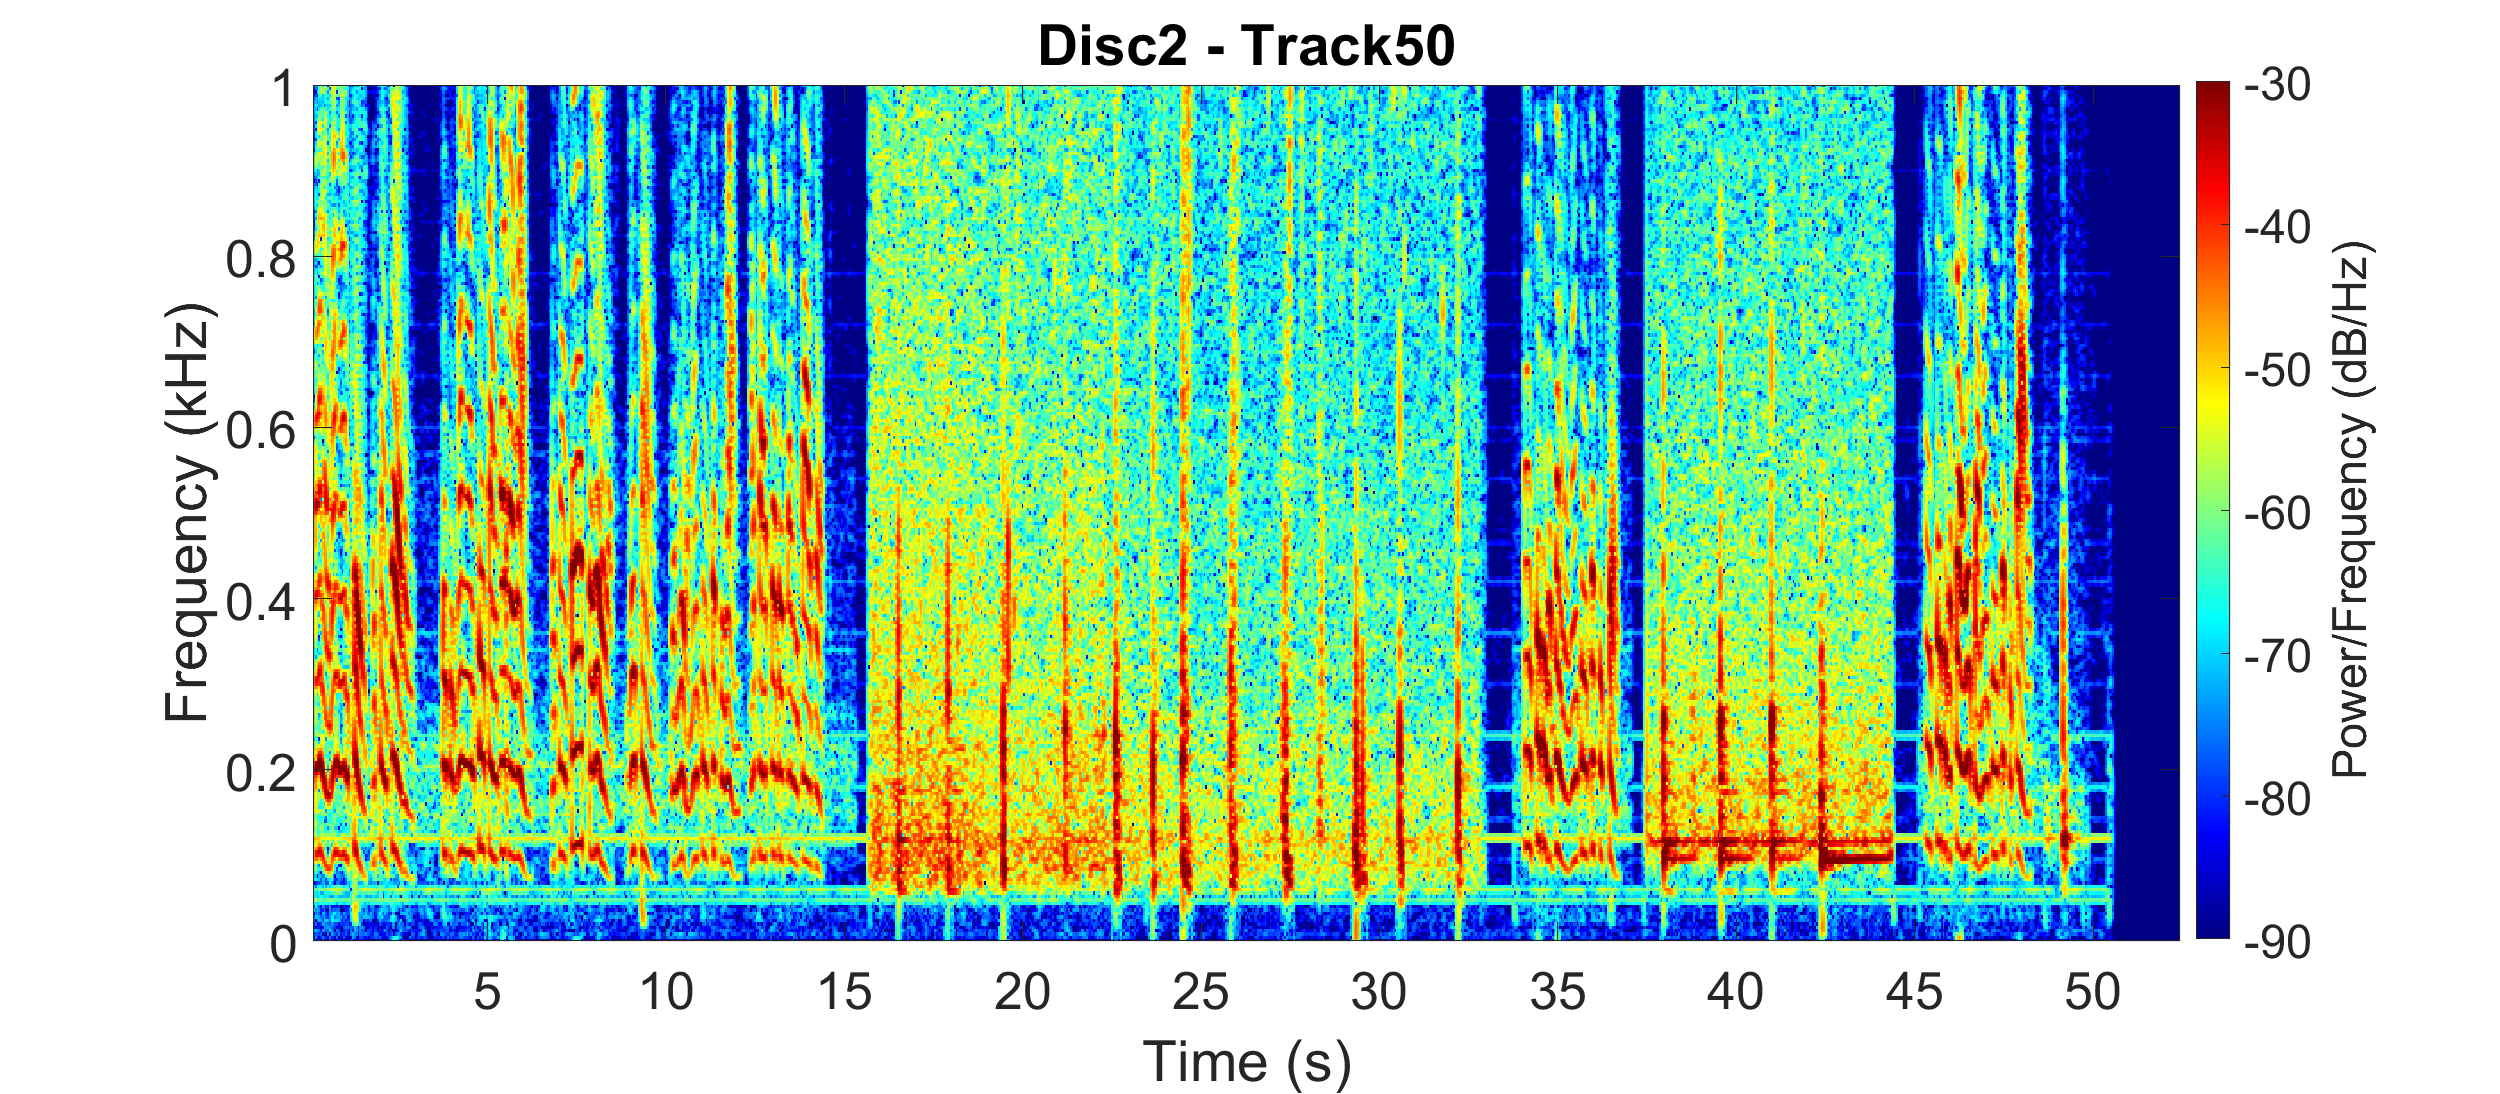 Disc2 - Track50
1
0.8
0.6
0.4
0.2
0
Frequency (kHz)
5 10 15 20 25 30 35 40 45 50
Time (s)
-30
-40
-50
-60
-70
-80
-90
Power/Frequency (dB/Hz)